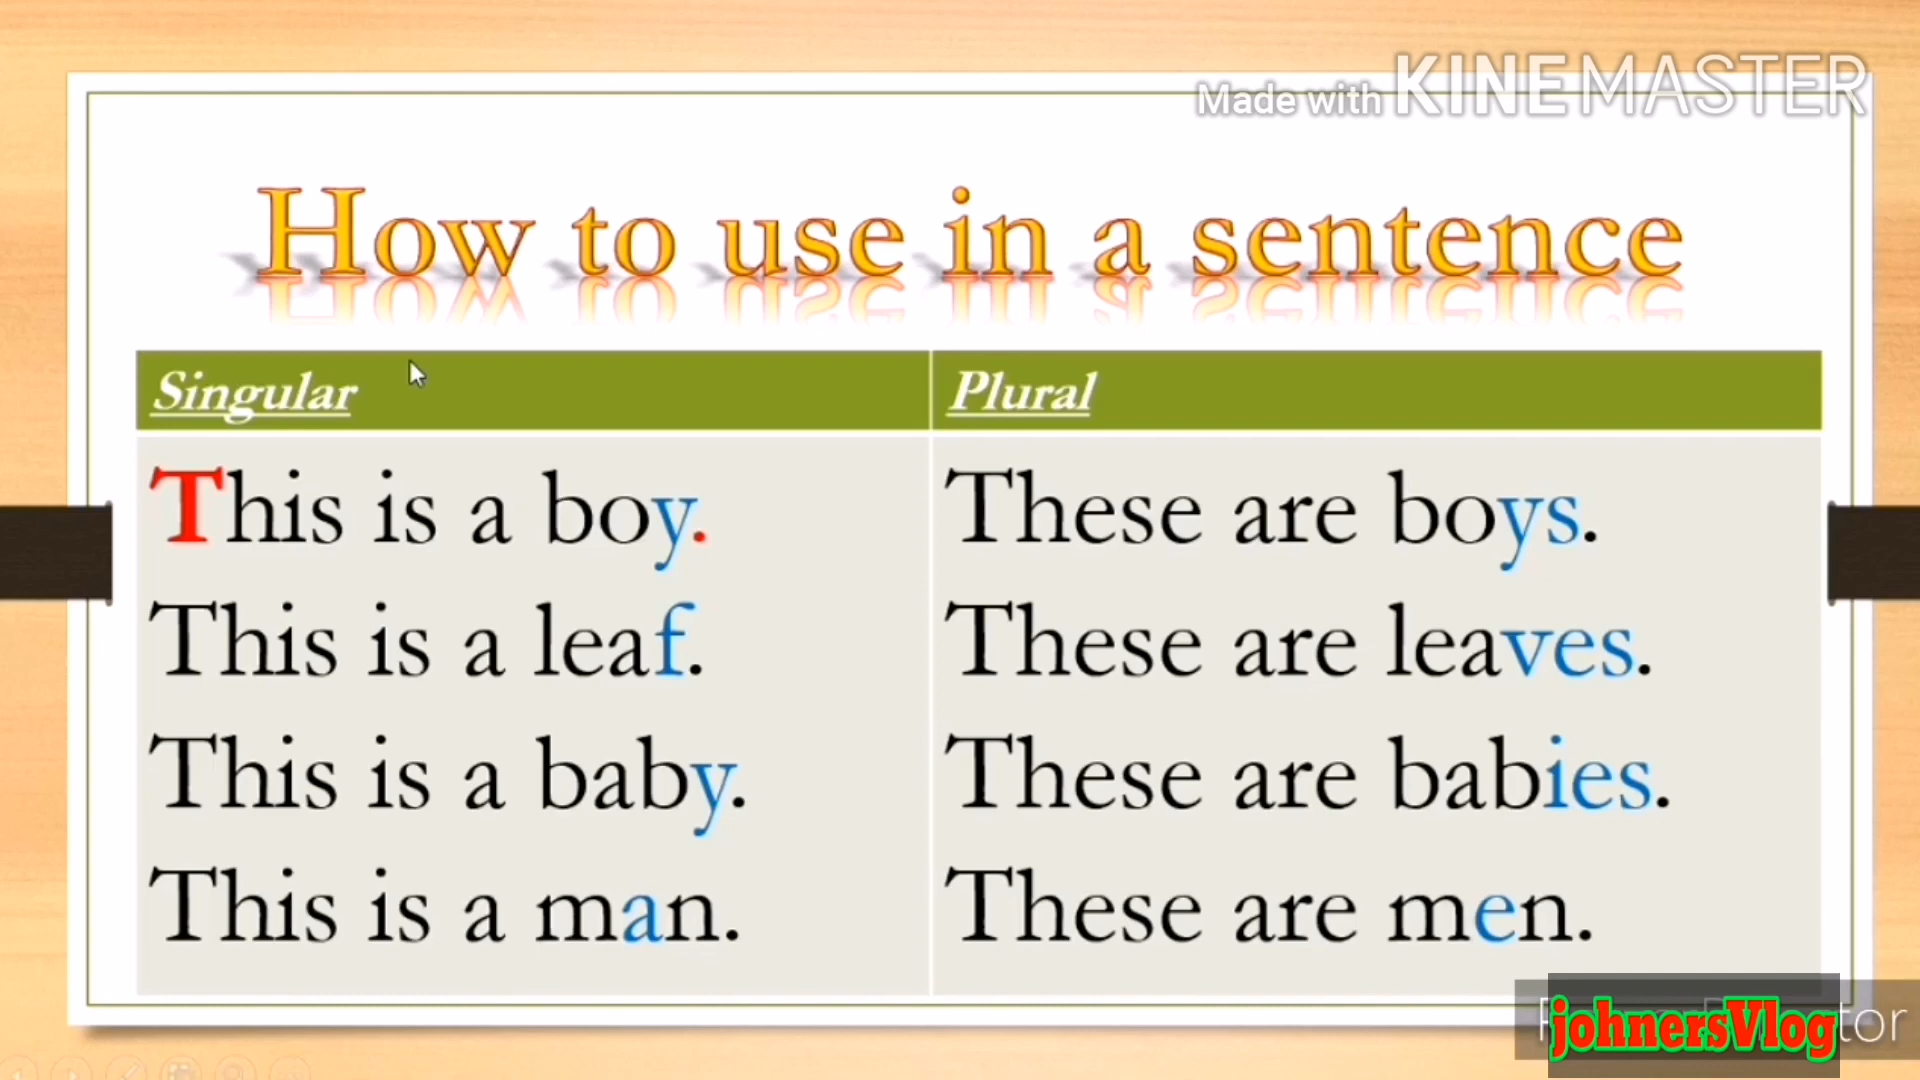 Made with KINEMASTER
How to use in a sentence
Singular
Plural
This is a boy.
These are boys.
This is a leaf.
These are leaves.
This is a baby.
These are babies.
This is a man.
These are men.
johnersVlog